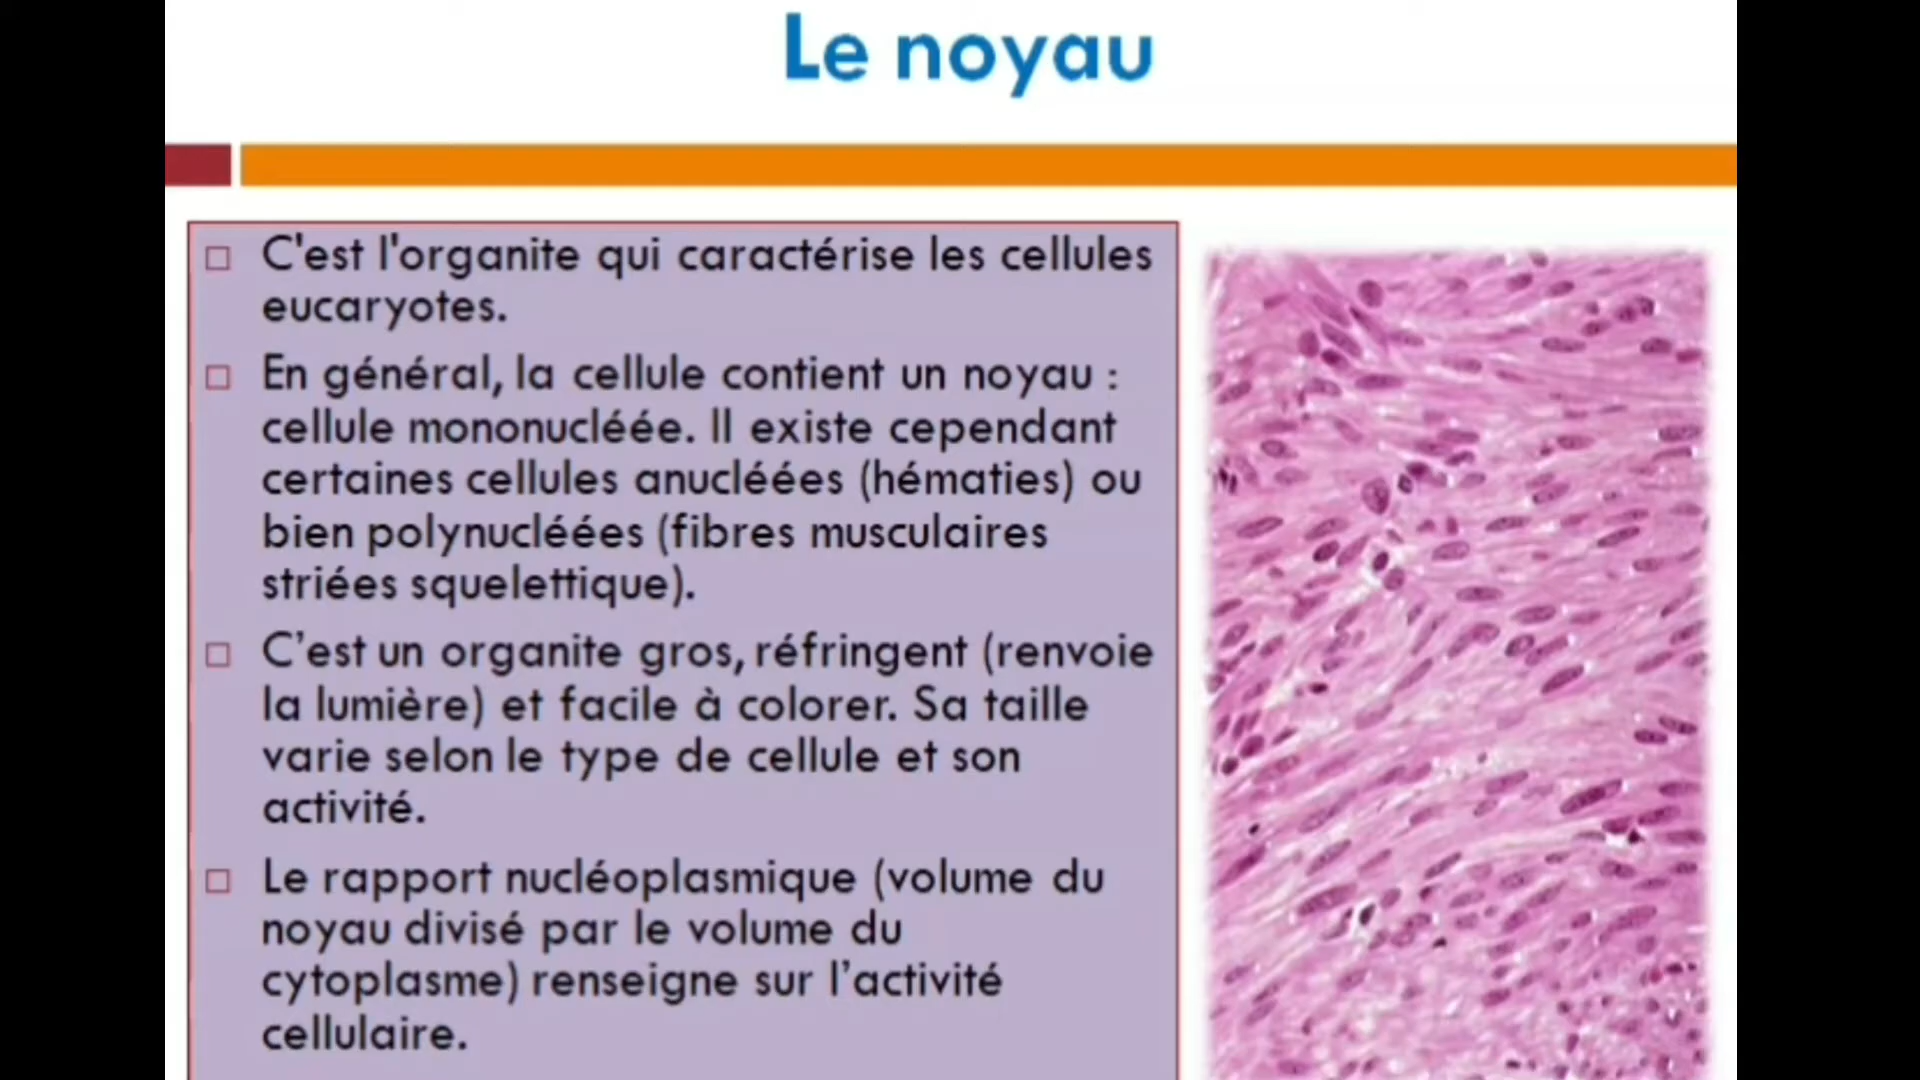 Le noyau
C'est l'organite qui caractérise les cellules
eucaryotes.
En général, la cellule contient un noyau :
cellule mononucléée. Il existe cependant
certaines cellules anucléées (hématies) ou
bien polynucléées (fibres musculaires
striées squelettique).
C’est un organite gros, réfringent (renvoie
la lumière) et facile à colorer. Sa taille
varie selon le type de cellule et son
activité.
Le rapport nucléoplasmique (volume du
noyau divisé par le volume du
cytoplasme) renseigne sur l’activité
cellulaire.